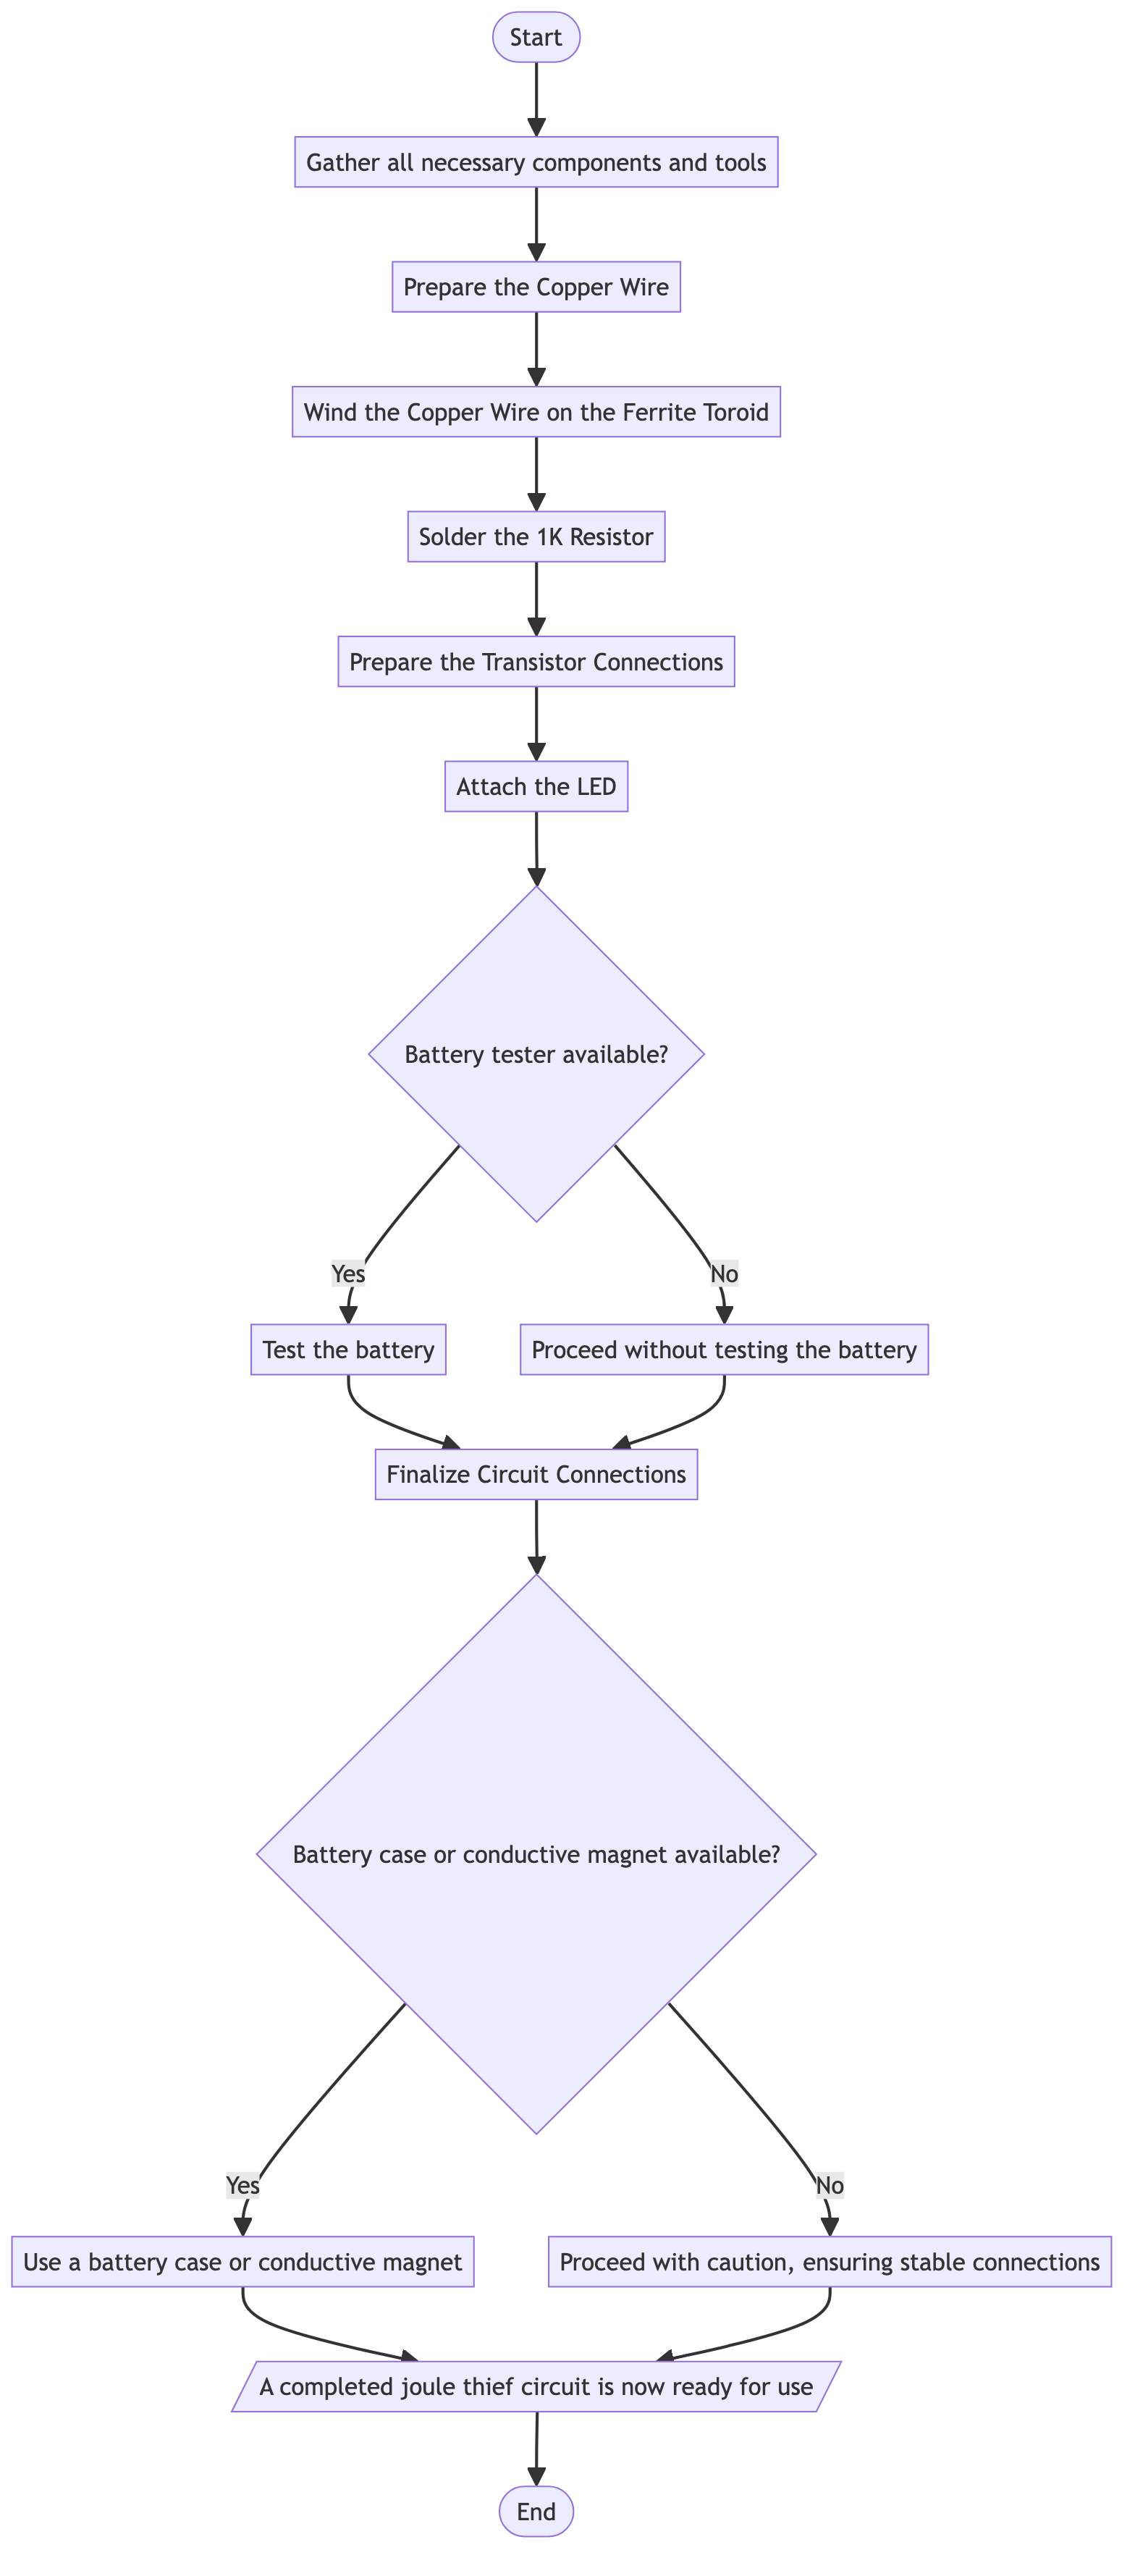 Start
Gather all necessary components and tools
Prepare the Copper Wire
Wind the Copper Wire on the Ferrite Toroid
Solder the 1K Resistor
Prepare the Transistor Connections
Attach the LED
Battery tester available?
Yes
No
Test the battery
Proceed without testing the battery
Finalize Circuit Connections
Battery case or conductive magnet available?
Yes
No
Use a battery case or conductive magnet
Proceed with caution, ensuring stable connections
A completed joule thief circuit is now ready for use
End